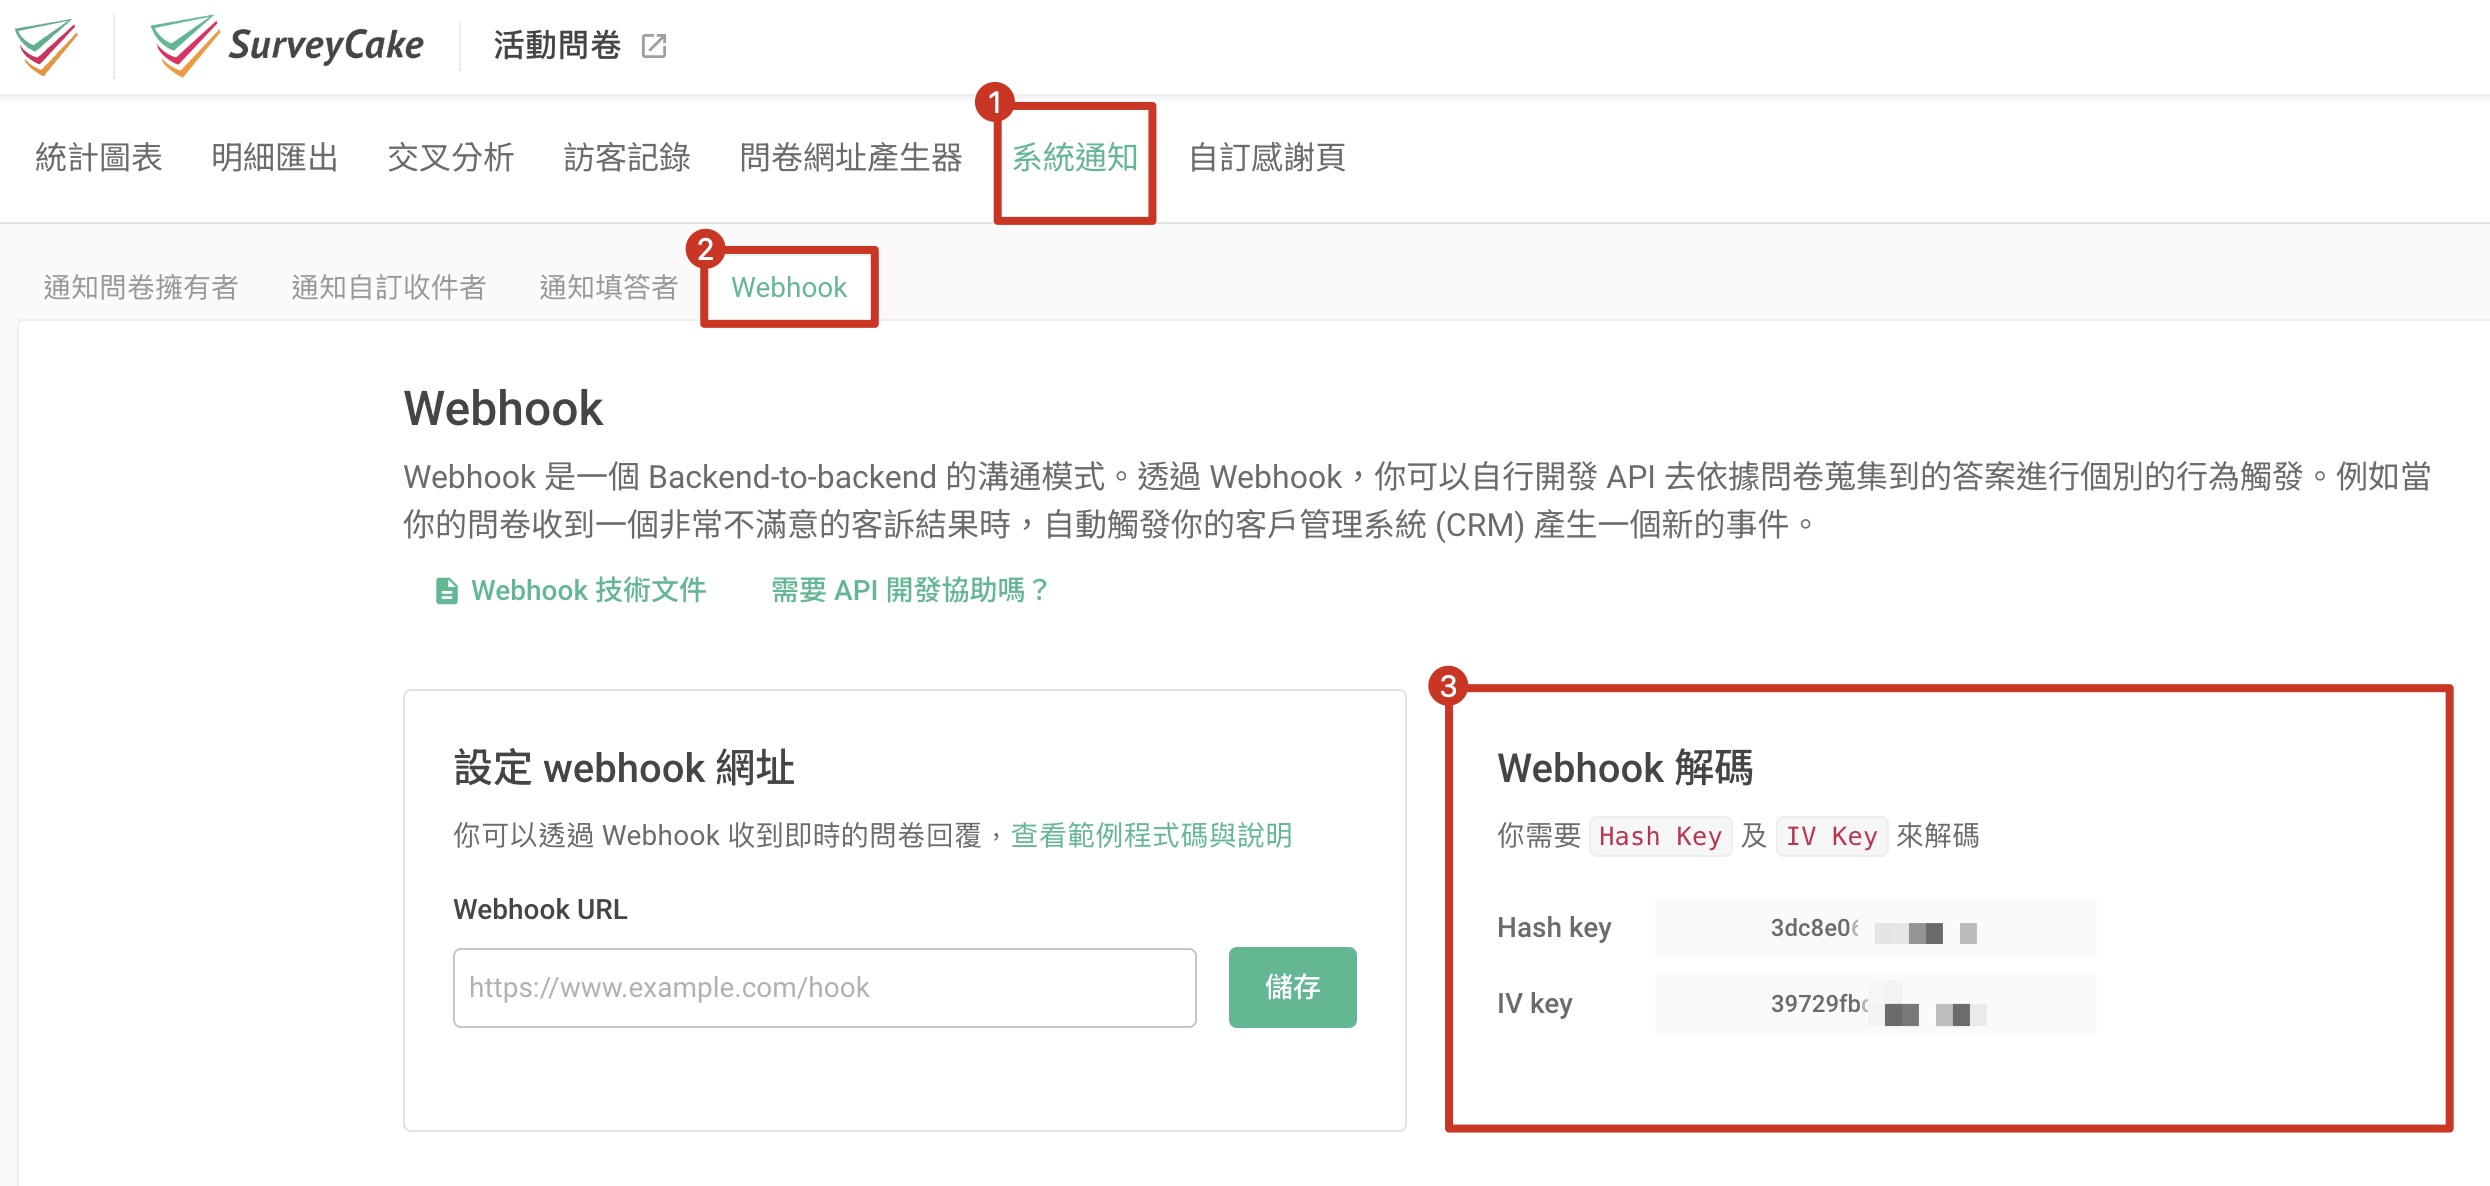 SurveyCake 活動問卷
1
統計圖表 明細匯出 交叉分析 訪客記錄 問卷網址產生器 系統通知 自訂感謝頁
2
通知問卷擁有者 通知自訂收件者 通知填答者 Webhook
Webhook
Webhook 是一個 Backend-to-backend 的溝通模式。透過 Webhook，你可以自行開發 API 去依據問卷蒐集到的答案進行個別的行為觸發。例如當
你的問卷收到一個非常不滿意的客訴結果時，自動觸發你的客戶管理系統 (CRM) 產生一個新的事件。
Webhook 技術文件 需要 API 開發協助嗎？
3
設定 webhook 網址
你可以透過 Webhook 收到即時的問卷回覆，查看範例程式碼與說明
Webhook URL
https://www.example.com/hook 儲存
Webhook 解碼
你需要 Hash Key 及 IV Key 來解碼
Hash key 3dc8e0
IV key 39729fb